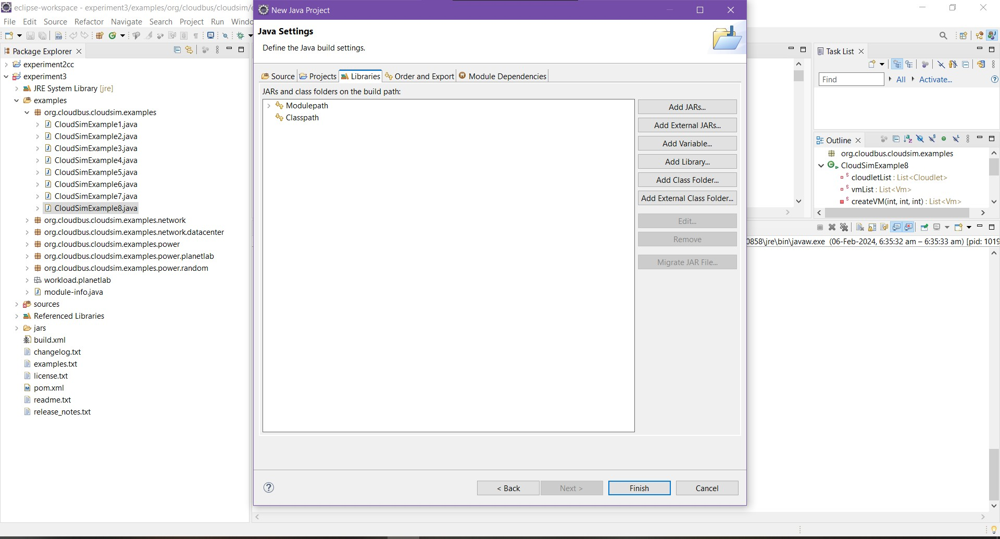 eclipse-workspace - experiment3/examples/org/cloudbus/cloudsim/e
File Edit Source Refactor Navigate Search Project Run Windo
Package Explorer
experiment2cc
experiment3
JRE System Library [jre]
examples
org.cloudbus.cloudsim.examples
CloudSimExample1.java
CloudSimExample2.java
CloudSimExample3.java
CloudSimExample4.java
CloudSimExample5.java
CloudSimExample6.java
CloudSimExample7.java
CloudSimExample8.java
org.cloudbus.cloudsim.examples.network
org.cloudbus.cloudsim.examples.network.datacenter
org.cloudbus.cloudsim.examples.power
org.cloudbus.cloudsim.examples.power.planetlab
org.cloudbus.cloudsim.examples.power.random
workload.planetlab
module-info.java
sources
Referenced Libraries
jars
build.xml
changelog.txt
examples.txt
license.txt
pom.xml
readme.txt
release_notes.txt
New Java Project
Java Settings
Define the Java build settings.
Source Projects Libraries Order and Export Module Dependencies
JARs and class folders on the build path:
Modulepath
Classpath
Add JARs...
Add External JARs...
Add Variable...
Add Library...
Add Class Folder...
Add External Class Folder...
Edit...
Remove
Migrate JAR File...
< Back Next > Finish Cancel
Task List
Find All Activate...
Outline
org.cloudbus.cloudsim.examples
CloudSimExample8
cloudletList : List<Cloudlet>
vmList : List<Vm>
createVM(int, int, int) : List<Vm>
0858\jre\bin\javaw.exe (06-Feb-2024, 6:35:32 am – 6:35:33 am) [pid: 1019